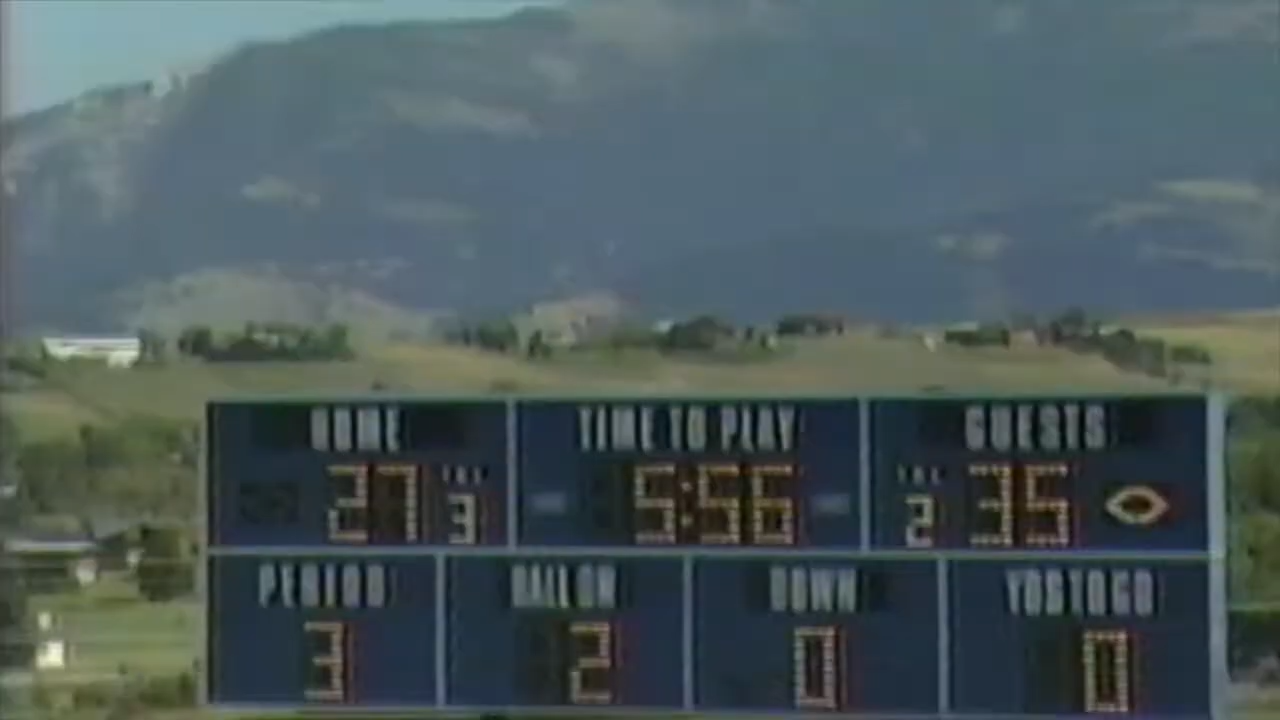 HOME TIME TO PLAY GUESTS
27 T.O.L 3 5:56 T.O.L 2 35
PERIOD BALL ON DOWN YDS TO GO
3 2 0 0